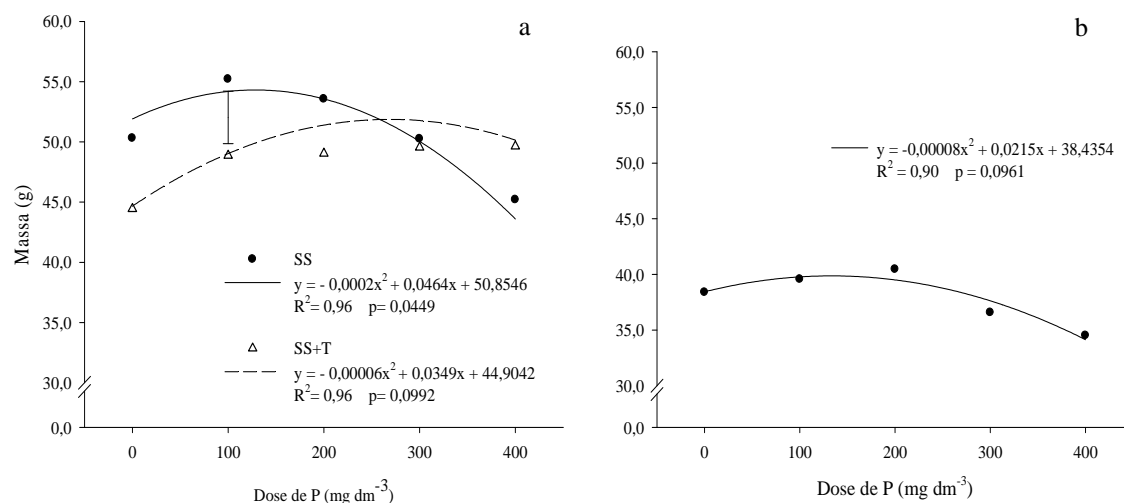 a
60,0
55,0
50,0
45,0
40,0
35,0
30,0
0,0
Massa (g)
SS
y = - 0,0002x² + 0,0464x + 50,8546
R² = 0,96 p= 0,0449
SS+T
y = - 0,00006x² + 0,0349x + 44,9042
R² = 0,96 p= 0,0992
0 100 200 300 400
Dose de P (mg dm⁻³)
b
60,0
55,0
50,0
45,0
40,0
35,0
30,0
0,0
y = -0,00008x² + 0,0215x + 38,4354
R² = 0,90 p = 0,0961
0 100 200 300 400
Dose de P (mg dm⁻³)